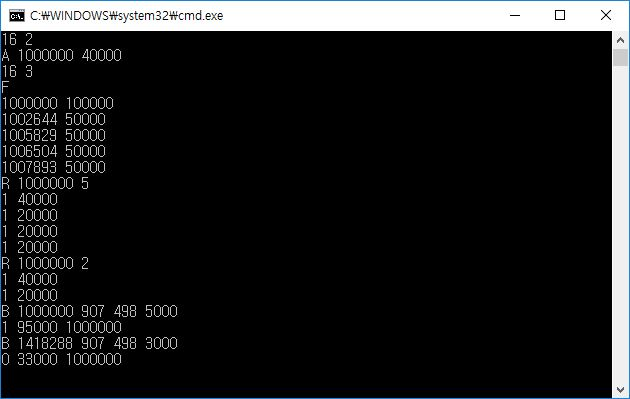 C:₩WINDOWS₩system32₩cmd.exe
16 2
A 1000000 40000
16 3
F
1000000 100000
1002644 50000
1005829 50000
1006504 50000
1007893 50000
R 1000000 5
1 40000
1 20000
1 20000
1 20000
R 1000000 2
1 40000
1 20000
B 1000000 907 498 5000
1 95000 1000000
B 1418288 907 498 3000
0 33000 1000000